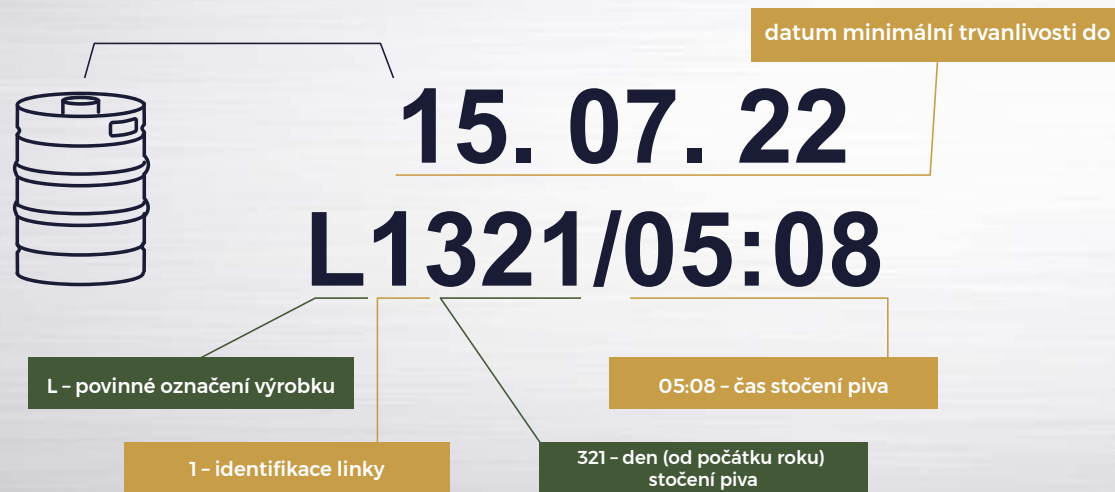 datum minimální trvanlivosti do
15. 07. 22
L1321/05:08
L – povinné označení výrobku
05:08 – čas stočení piva
1 – identifikace linky
321 – den (od počátku roku)
stočení piva